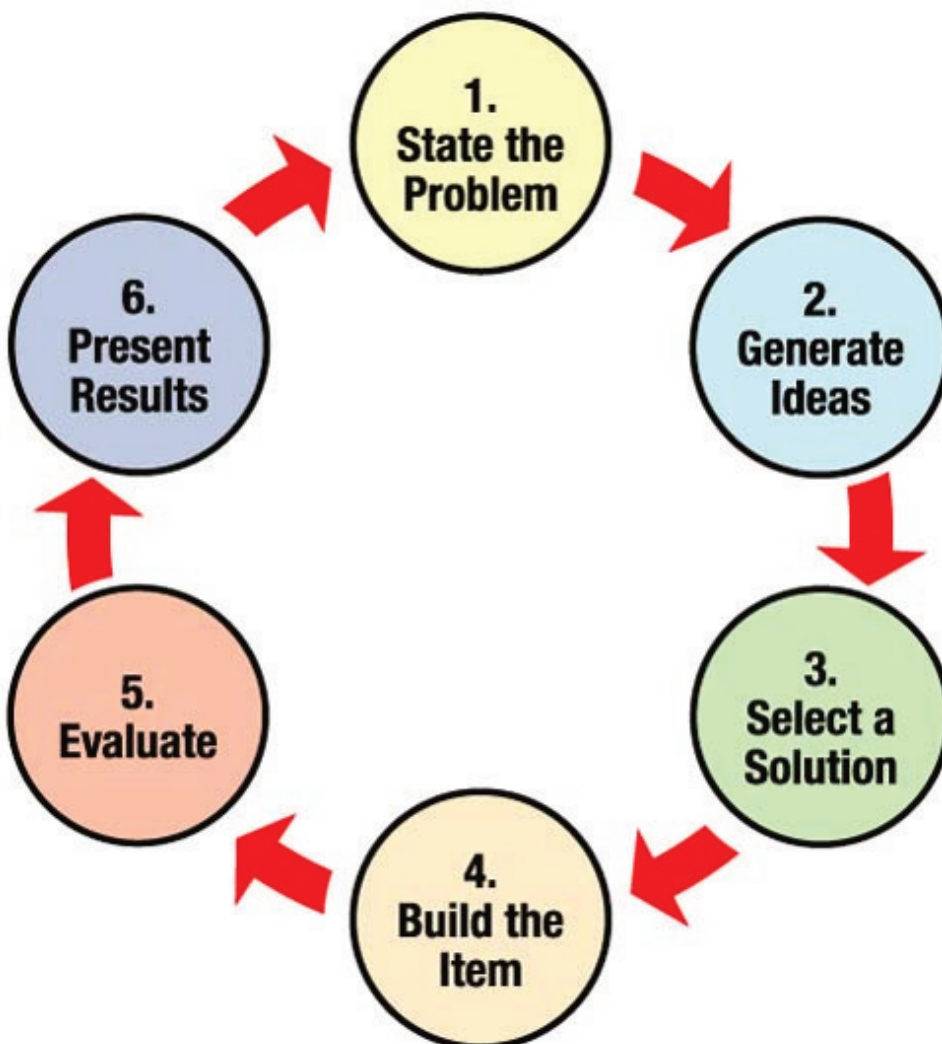 1.
State the
Problem
2.
Generate
Ideas
3.
Select a
Solution
4.
Build the
Item
5.
Evaluate
6.
Present
Results